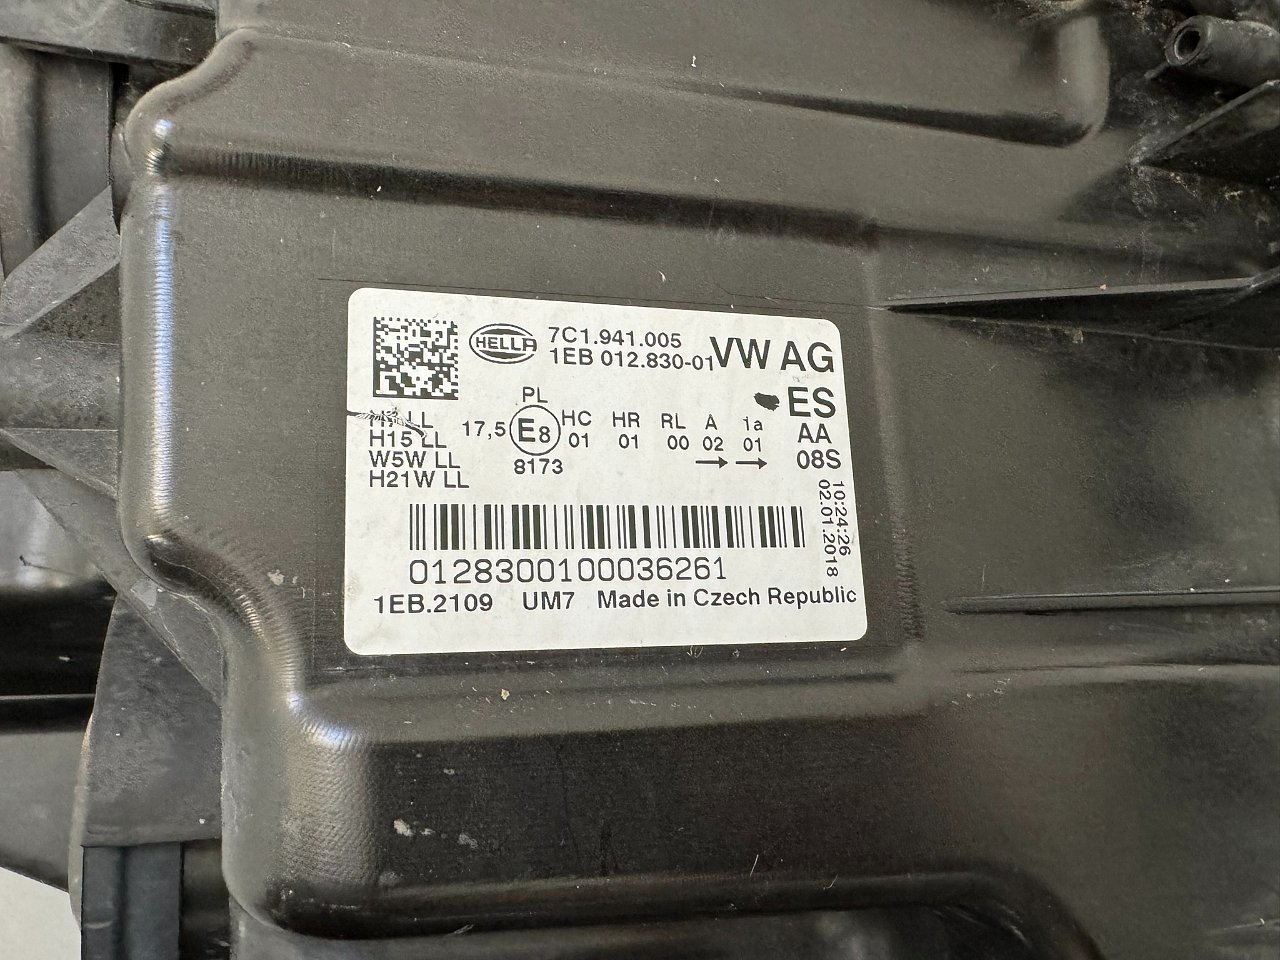 HELLA
7C1.941.005
1EB 012.830-01
VW AG
PL
ES
H7 LL
17,5
E8
HC HR RL A ia
01 01 00 02 01
AA
H15 LL
W5W LL
8173
→ →
08S
H21W LL
10:24:26
02.01.2018
0128300100036261
1EB.2109 UM7 Made in Czech Republic